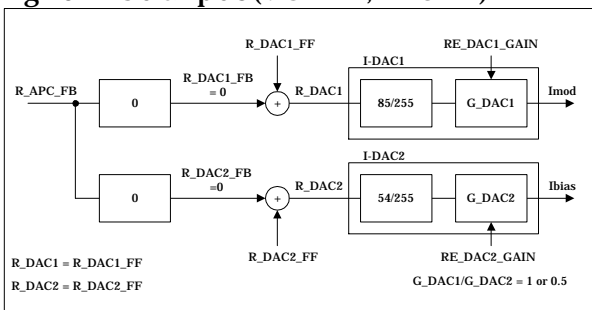 R_DAC1_FF
RE_DAC1_GAIN
I-DAC1
R_APC_FB
0
R_DAC1_FB
= 0
+
R_DAC1
85/255
G_DAC1
Imod
I-DAC2
0
R_DAC2_FB
=0
+
R_DAC2
54/255
G_DAC2
Ibias
R_DAC2_FF
RE_DAC2_GAIN
R_DAC1 = R_DAC1_FF
R_DAC2 = R_DAC2_FF
G_DAC1/G_DAC2 = 1 or 0.5